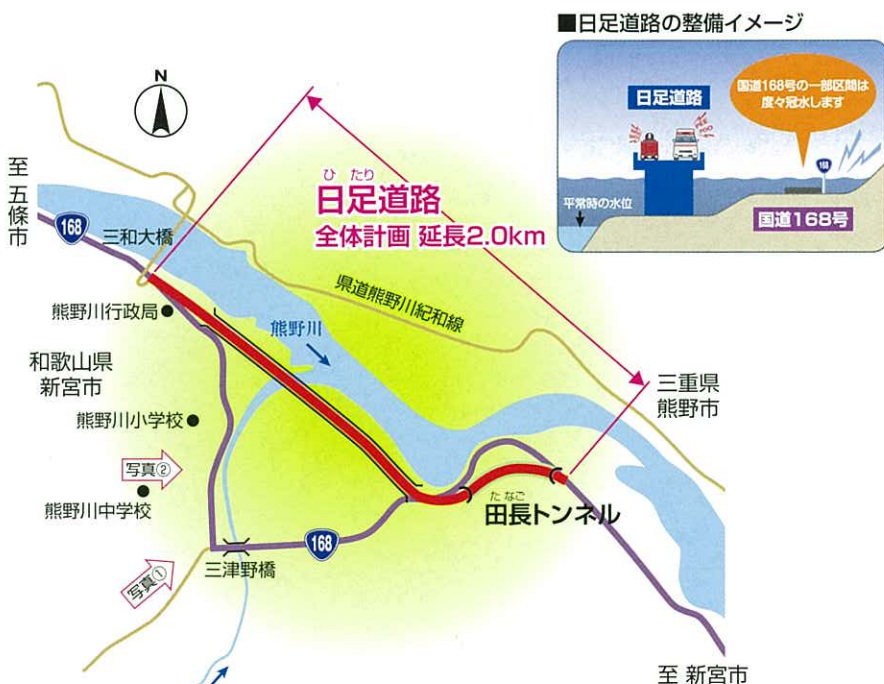 ■日足道路の整備イメージ
日足道路
国道168号の一部区間は
度々冠水します
PEE
POO
168
平常時の水位
国道168号
N
至 五條市
168
三和大橋
ひ たり
日足道路
全体計画 延長2.0km
県道熊野川紀和線
熊野川行政局
熊野川
和歌山県
新宮市
三重県
熊野市
熊野川小学校
写真②
熊野川中学校
た なご
田長トンネル
168
三津野橋
写真①
至 新宮市